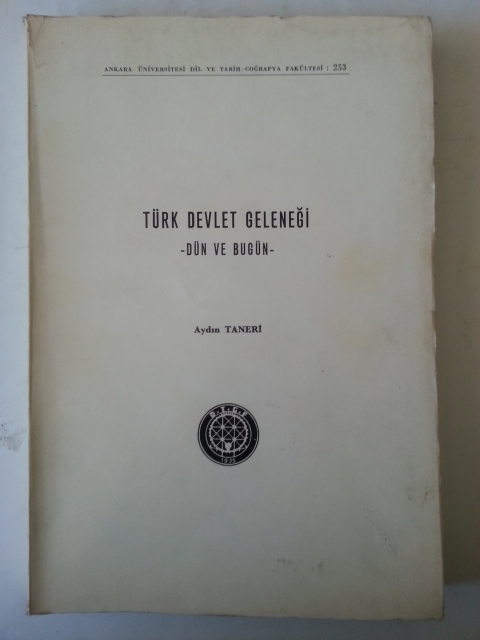 ANKARA ÜNİVERSİTESİ DİL VE TARİH-COĞRAFYA FAKÜLTESİ : 253
TÜRK DEVLET GELENEĞİ
-DÜN VE BUGÜN-
Aydın TANERİ
D.T.C.F